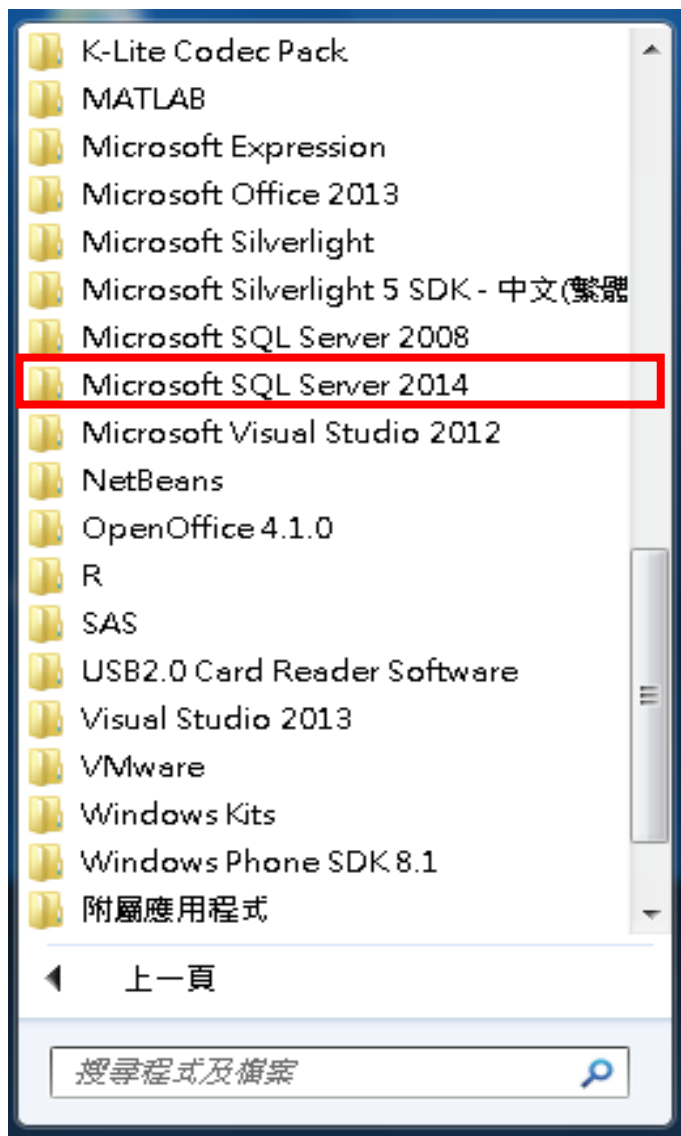 K-Lite Codec Pack
MATLAB
Microsoft Expression
Microsoft Office 2013
Microsoft Silverlight
Microsoft Silverlight 5 SDK - 中文(繁體
Microsoft SQL Server 2008
Microsoft SQL Server 2014
Microsoft Visual Studio 2012
NetBeans
OpenOffice 4.1.0
R
SAS
USB2.0 Card Reader Software
Visual Studio 2013
VMware
Windows Kits
Windows Phone SDK 8.1
附屬應用程式
上一頁
搜尋程式及檔案